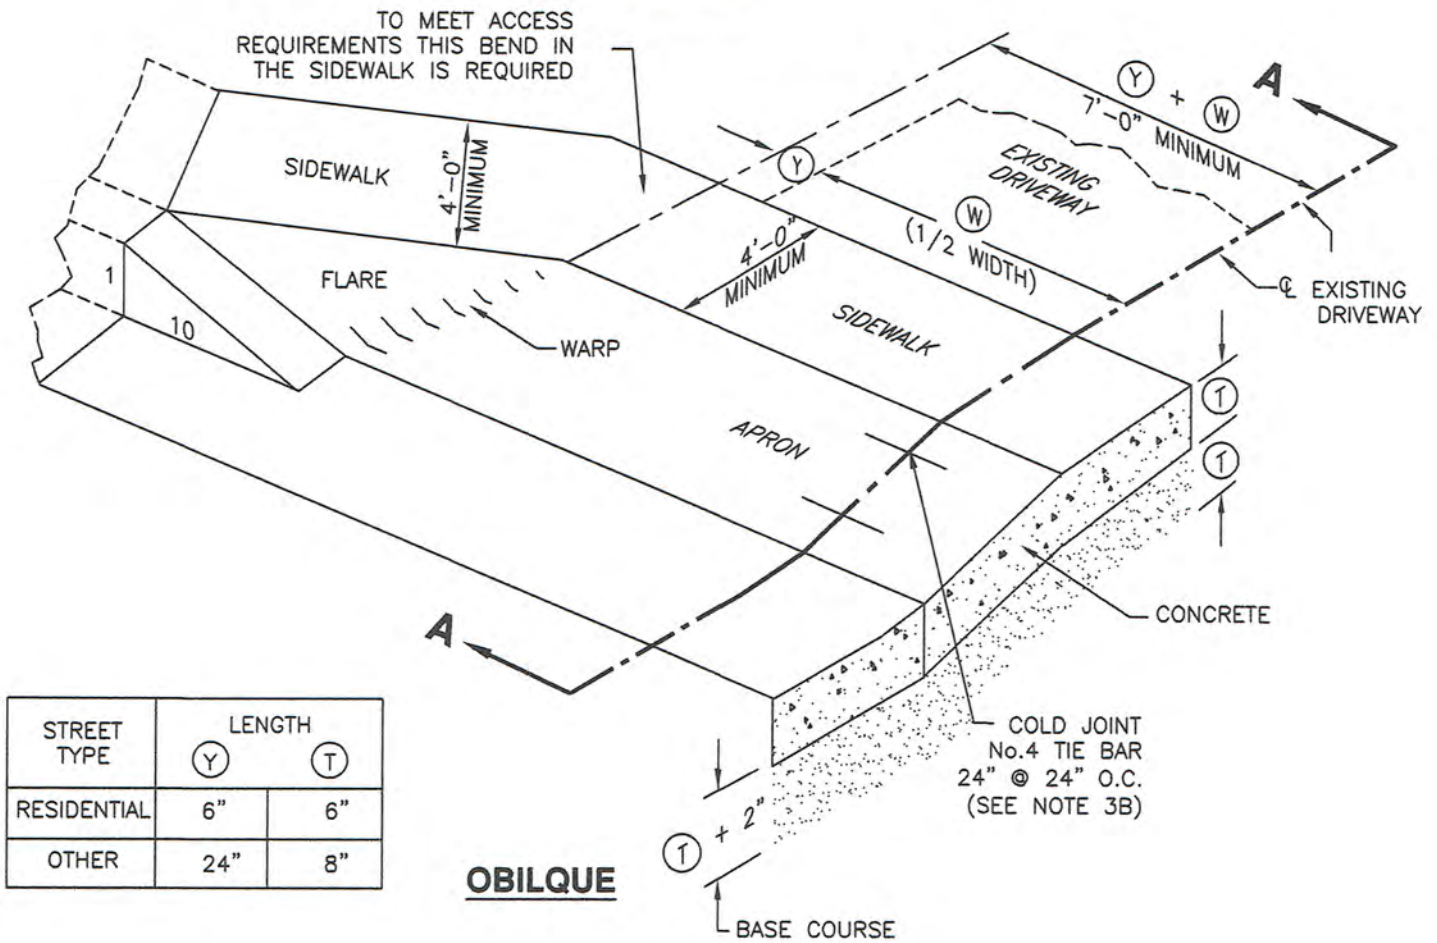 TO MEET ACCESS
REQUIREMENTS THIS BEND IN
THE SIDEWALK IS REQUIRED
A
Y + W
7'-0" MINIMUM
SIDEWALK
4'-0"
MINIMUM
Y
EXISTING
DRIVEWAY
W
(1/2 WIDTH)
4'-0"
MINIMUM
1
10
FLARE
WARP
SIDEWALK
℄ EXISTING
DRIVEWAY
T
T
APRON
CONCRETE
A
COLD JOINT
No.4 TIE BAR
24" @ 24" O.C.
(SEE NOTE 3B)
T + 2"
BASE COURSE
STREET
TYPE
LENGTH
Y T
RESIDENTIAL 6" 6"
OTHER 24" 8"
OBILQUE